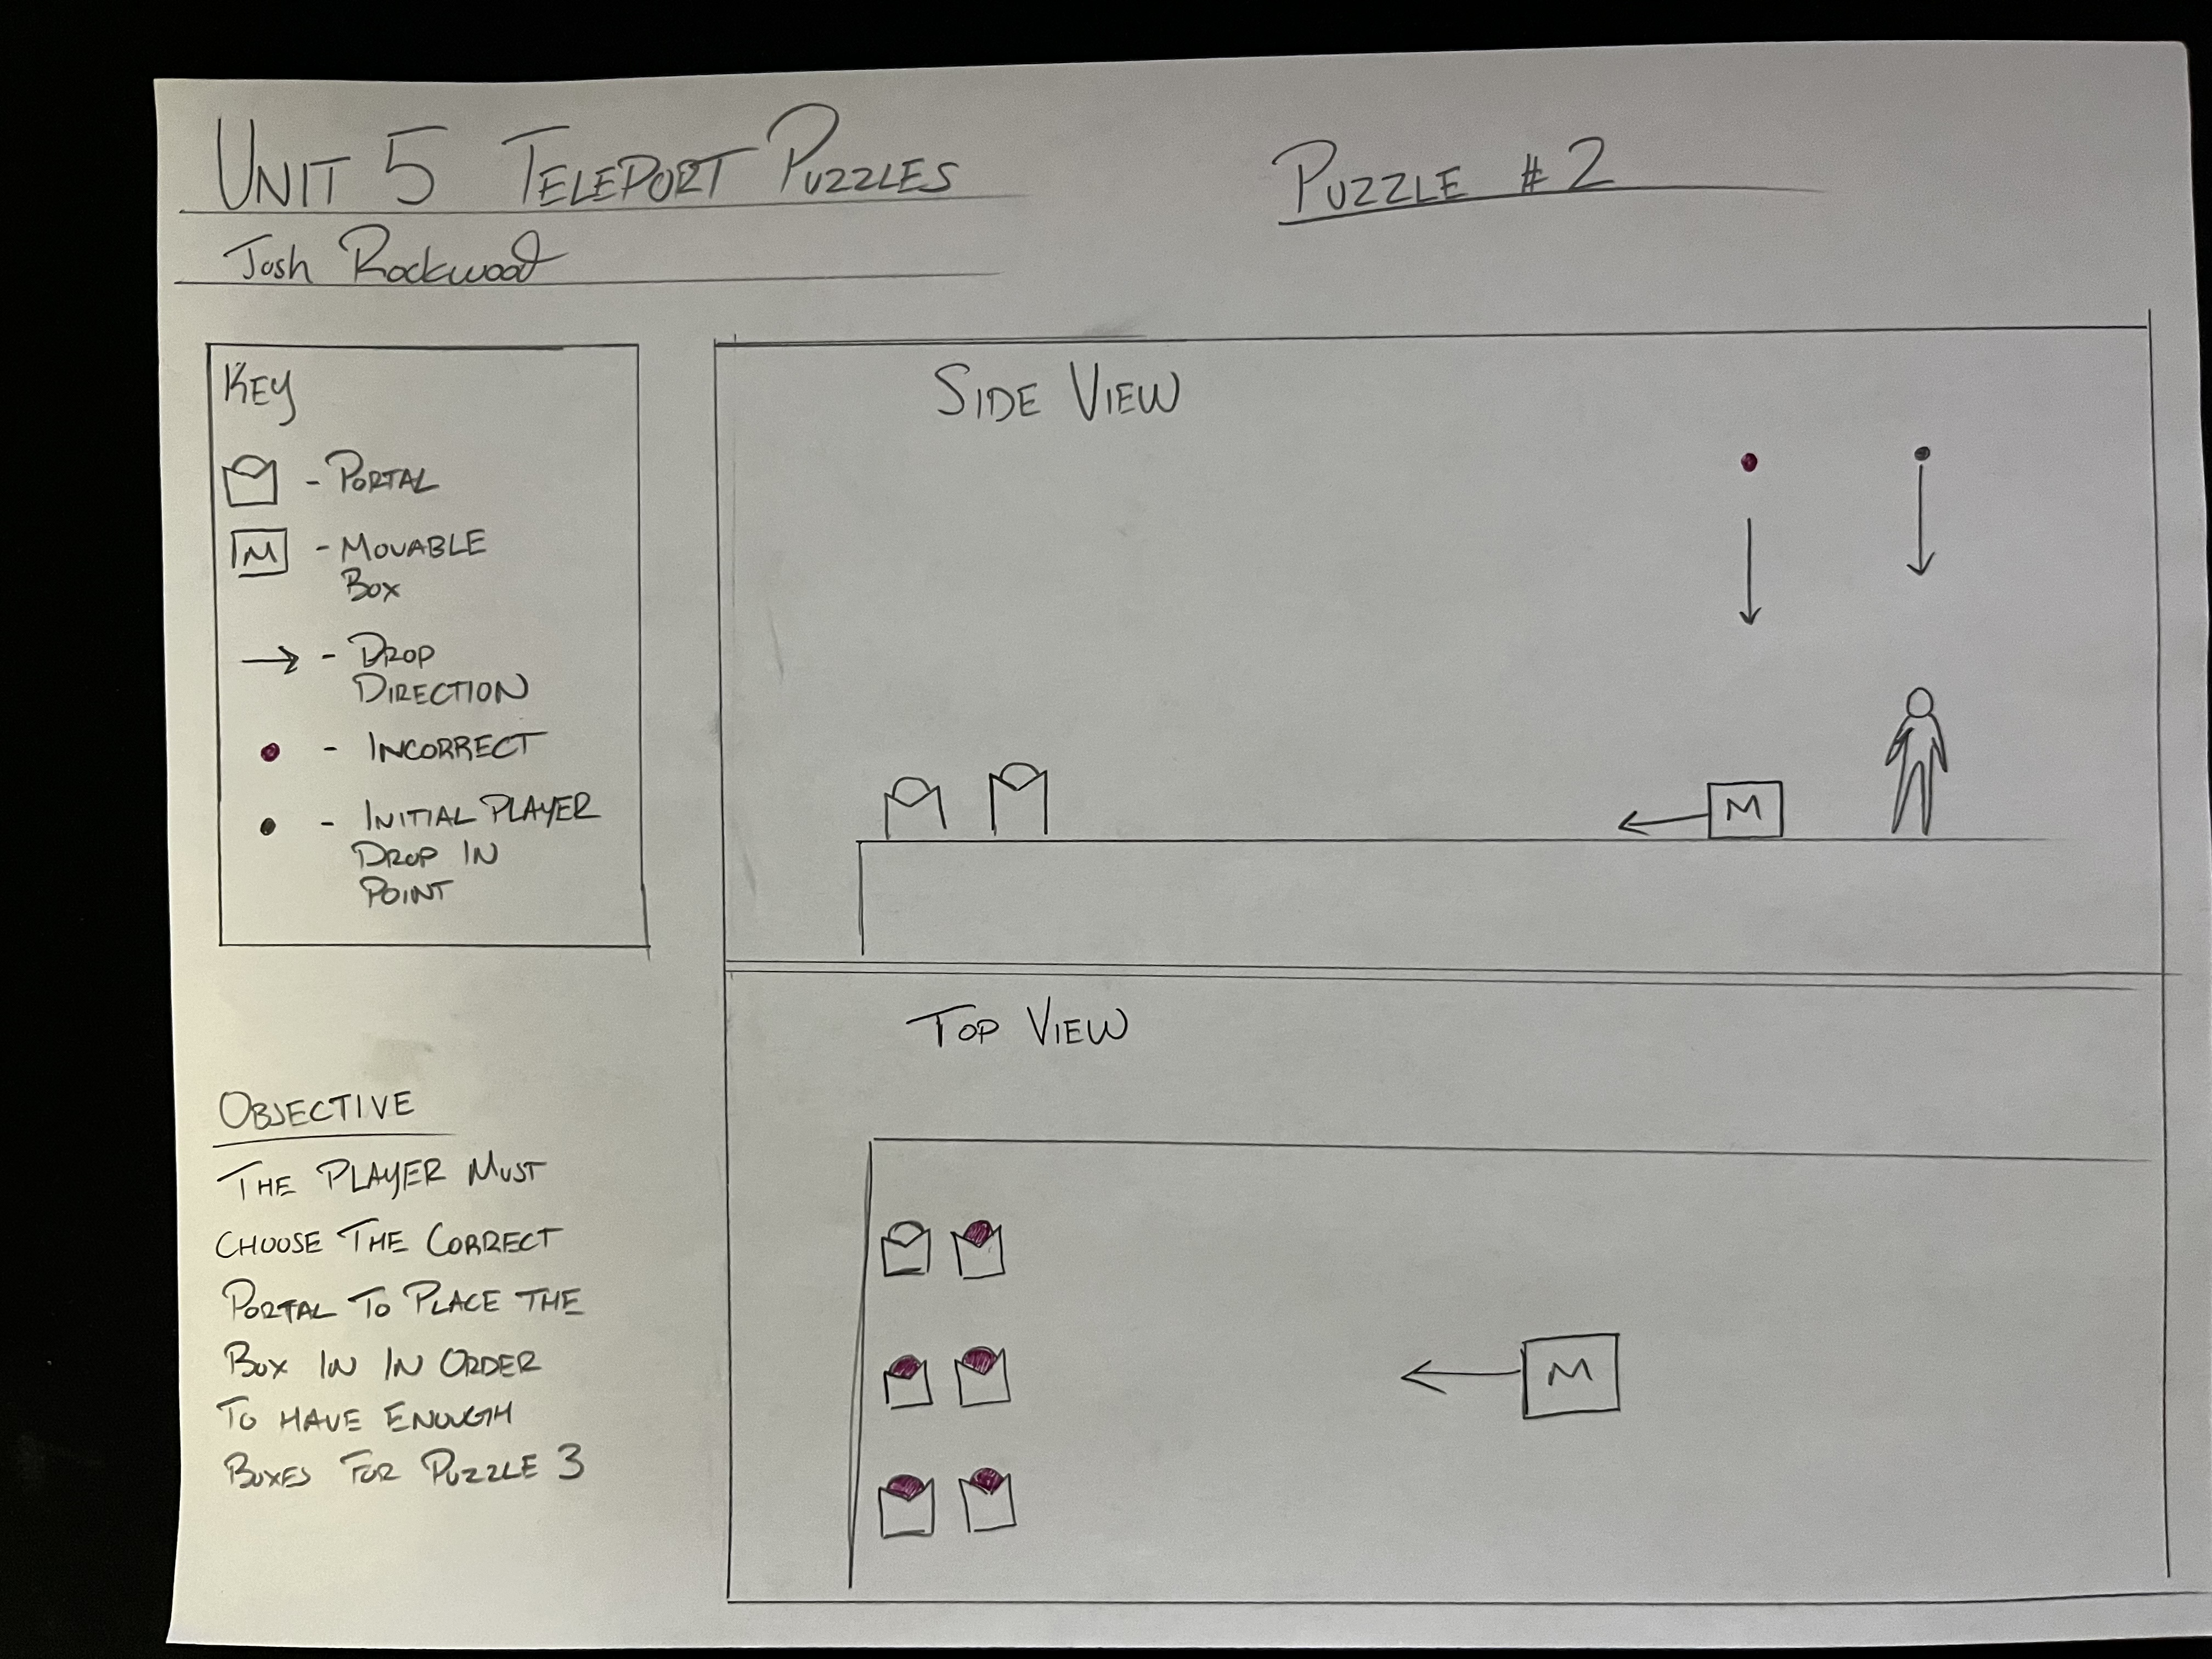 UNIT 5 TELEPORT PUZZLES
PUZZLE #2
Josh Rockwood
KEY
- PORTAL
M - MOVABLE
BOX
- DROP
DIRECTION
- INCORRECT
- INITIAL PLAYER
DROP IN
POINT
SIDE VIEW
M
TOP VIEW
M
OBJECTIVE
THE PLAYER MUST
CHOOSE THE CORRECT
PORTAL TO PLACE THE
BOX IN IN ORDER
TO HAVE ENOUGH
BOXES FOR PUZZLE 3